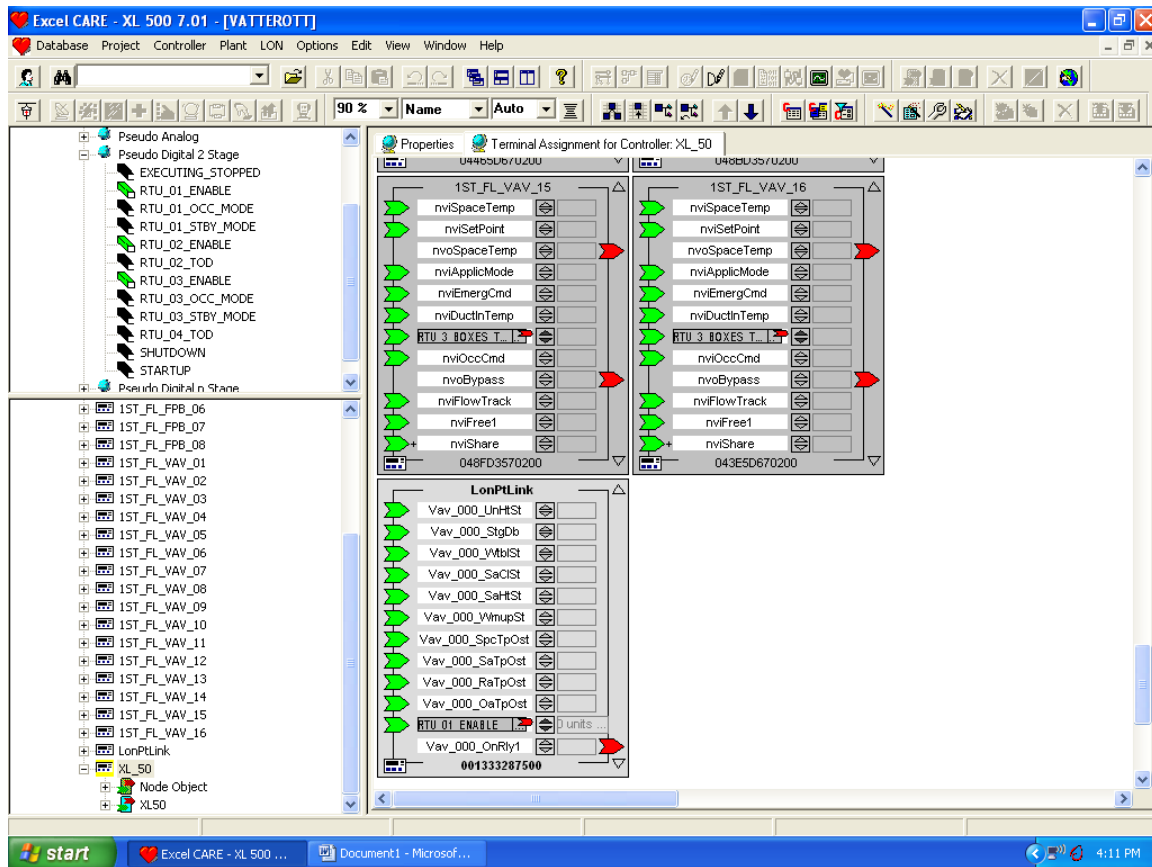 Excel CARE - XL 500 7.01 - [VATTEROTT]
Database Project Controller Plant LON Options Edit View Window Help
90 % Name Auto
Pseudo Analog
Pseudo Digital 2 Stage
EXECUTING_STOPPED
RTU_01_ENABLE
RTU_01_OCC_MODE
RTU_01_STBY_MODE
RTU_02_ENABLE
RTU_02_TOD
RTU_03_ENABLE
RTU_03_OCC_MODE
RTU_03_STBY_MODE
RTU_04_TOD
SHUTDOWN
STARTUP
Pseudo Digital n Stage
1ST_FL_FPB_06
1ST_FL_FPB_07
1ST_FL_FPB_08
1ST_FL_VAV_01
1ST_FL_VAV_02
1ST_FL_VAV_03
1ST_FL_VAV_04
1ST_FL_VAV_05
1ST_FL_VAV_06
1ST_FL_VAV_07
1ST_FL_VAV_08
1ST_FL_VAV_09
1ST_FL_VAV_10
1ST_FL_VAV_11
1ST_FL_VAV_12
1ST_FL_VAV_13
1ST_FL_VAV_14
1ST_FL_VAV_15
1ST_FL_VAV_16
LonPtLink
XL_50
Node Object
XL50
Properties Terminal Assignment for Controller: XL_50
04465D670200 048BD3570200
1ST_FL_VAV_15
nviSpaceTemp
nviSetPoint
nvoSpaceTemp
nviApplicMode
nviEmergCmd
nviDuctInTemp
RTU 3 BOXES T...
nviOccCmd
nvoBypass
nviFlowTrack
nviFree1
nviShare
048FD3570200
1ST_FL_VAV_16
nviSpaceTemp
nviSetPoint
nvoSpaceTemp
nviApplicMode
nviEmergCmd
nviDuctInTemp
RTU 3 BOXES T...
nviOccCmd
nvoBypass
nviFlowTrack
nviFree1
nviShare
043E5D670200
LonPtLink
Vav_000_UnHtSt
Vav_000_StgDb
Vav_000_WtblSt
Vav_000_SaClSt
Vav_000_SaHtSt
Vav_000_WmupSt
Vav_000_SpcTpOst
Vav_000_SaTpOst
Vav_000_RaTpOst
Vav_000_OaTpOst
RTU 01 ENABLE 0 units ...
Vav_000_OnRly1
001333287500
start Excel CARE - XL 500 ... Document1 - Microsof... 4:11 PM